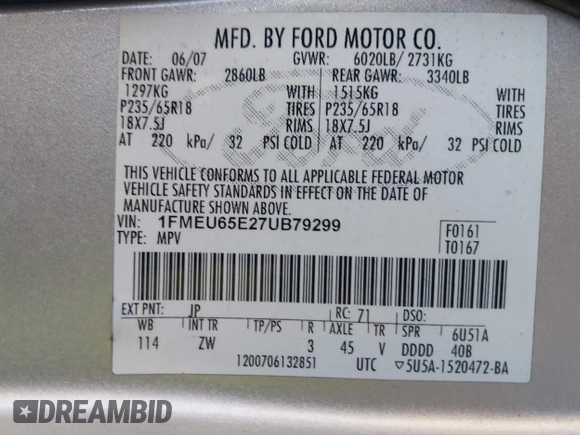 MFD. BY FORD MOTOR CO.
DATE: 06/07 GVWR: 6020LB/ 2731KG
FRONT GAWR: 2860LB REAR GAWR: 3340LB
1297KG WITH 1515KG WITH
P235/65R18 TIRES P235/65R18 TIRES
18X7.5J RIMS 18X7.5J RIMS
AT 220 kPa/ 32 PSI COLD AT 220 kPa/ 32 PSI COLD
Ford
THIS VEHICLE CONFORMS TO ALL APPLICABLE FEDERAL MOTOR
VEHICLE SAFETY STANDARDS IN EFFECT ON THE DATE OF
MANUFACTURE SHOWN ABOVE.
VIN: 1FMEU65E27UB79299 F0161
TYPE: MPV T0167
EXT PNT: JP RC: 71 DSO:
WB INT TR TP/PS R AXLE TR SPR 6U51A
114 ZW 3 45 V DDDD 40B
1200706132851 UTC ▽5U5A-1520472-BA
DREAMBID